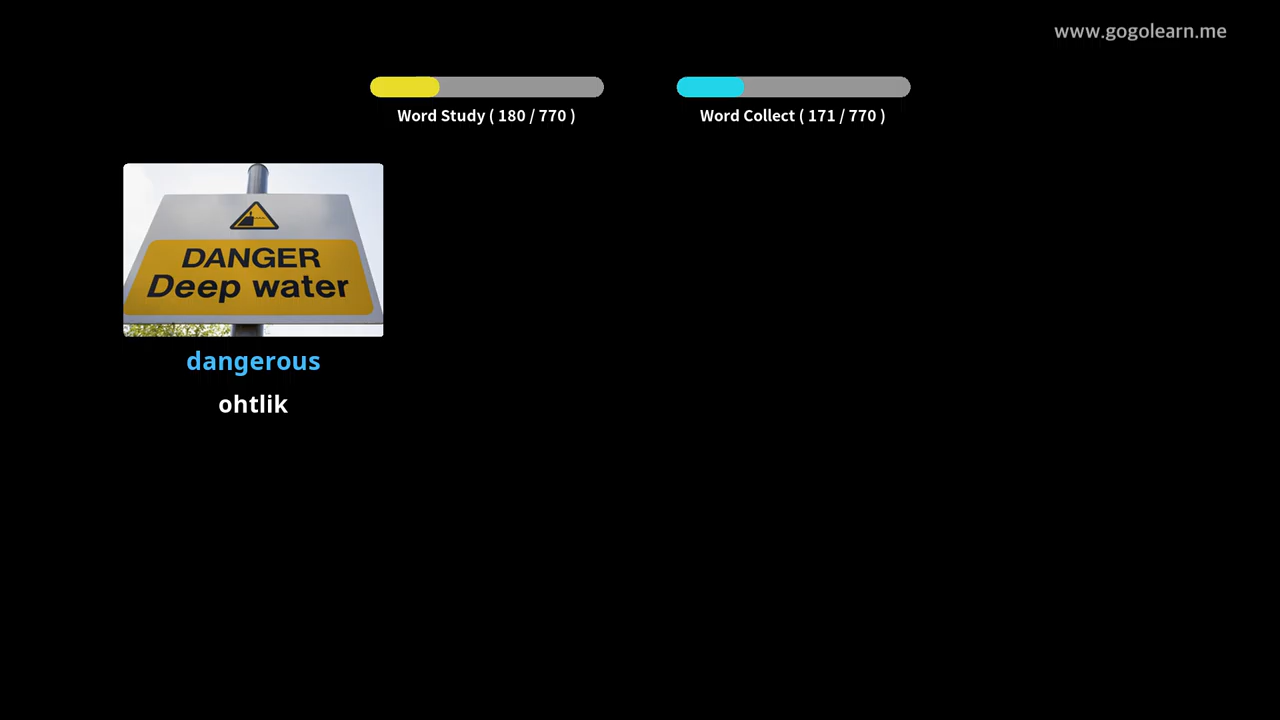 www.gogolearn.me
Word Study ( 180 / 770 )
Word Collect ( 171 / 770 )
DANGER
Deep water
dangerous
ohtlik